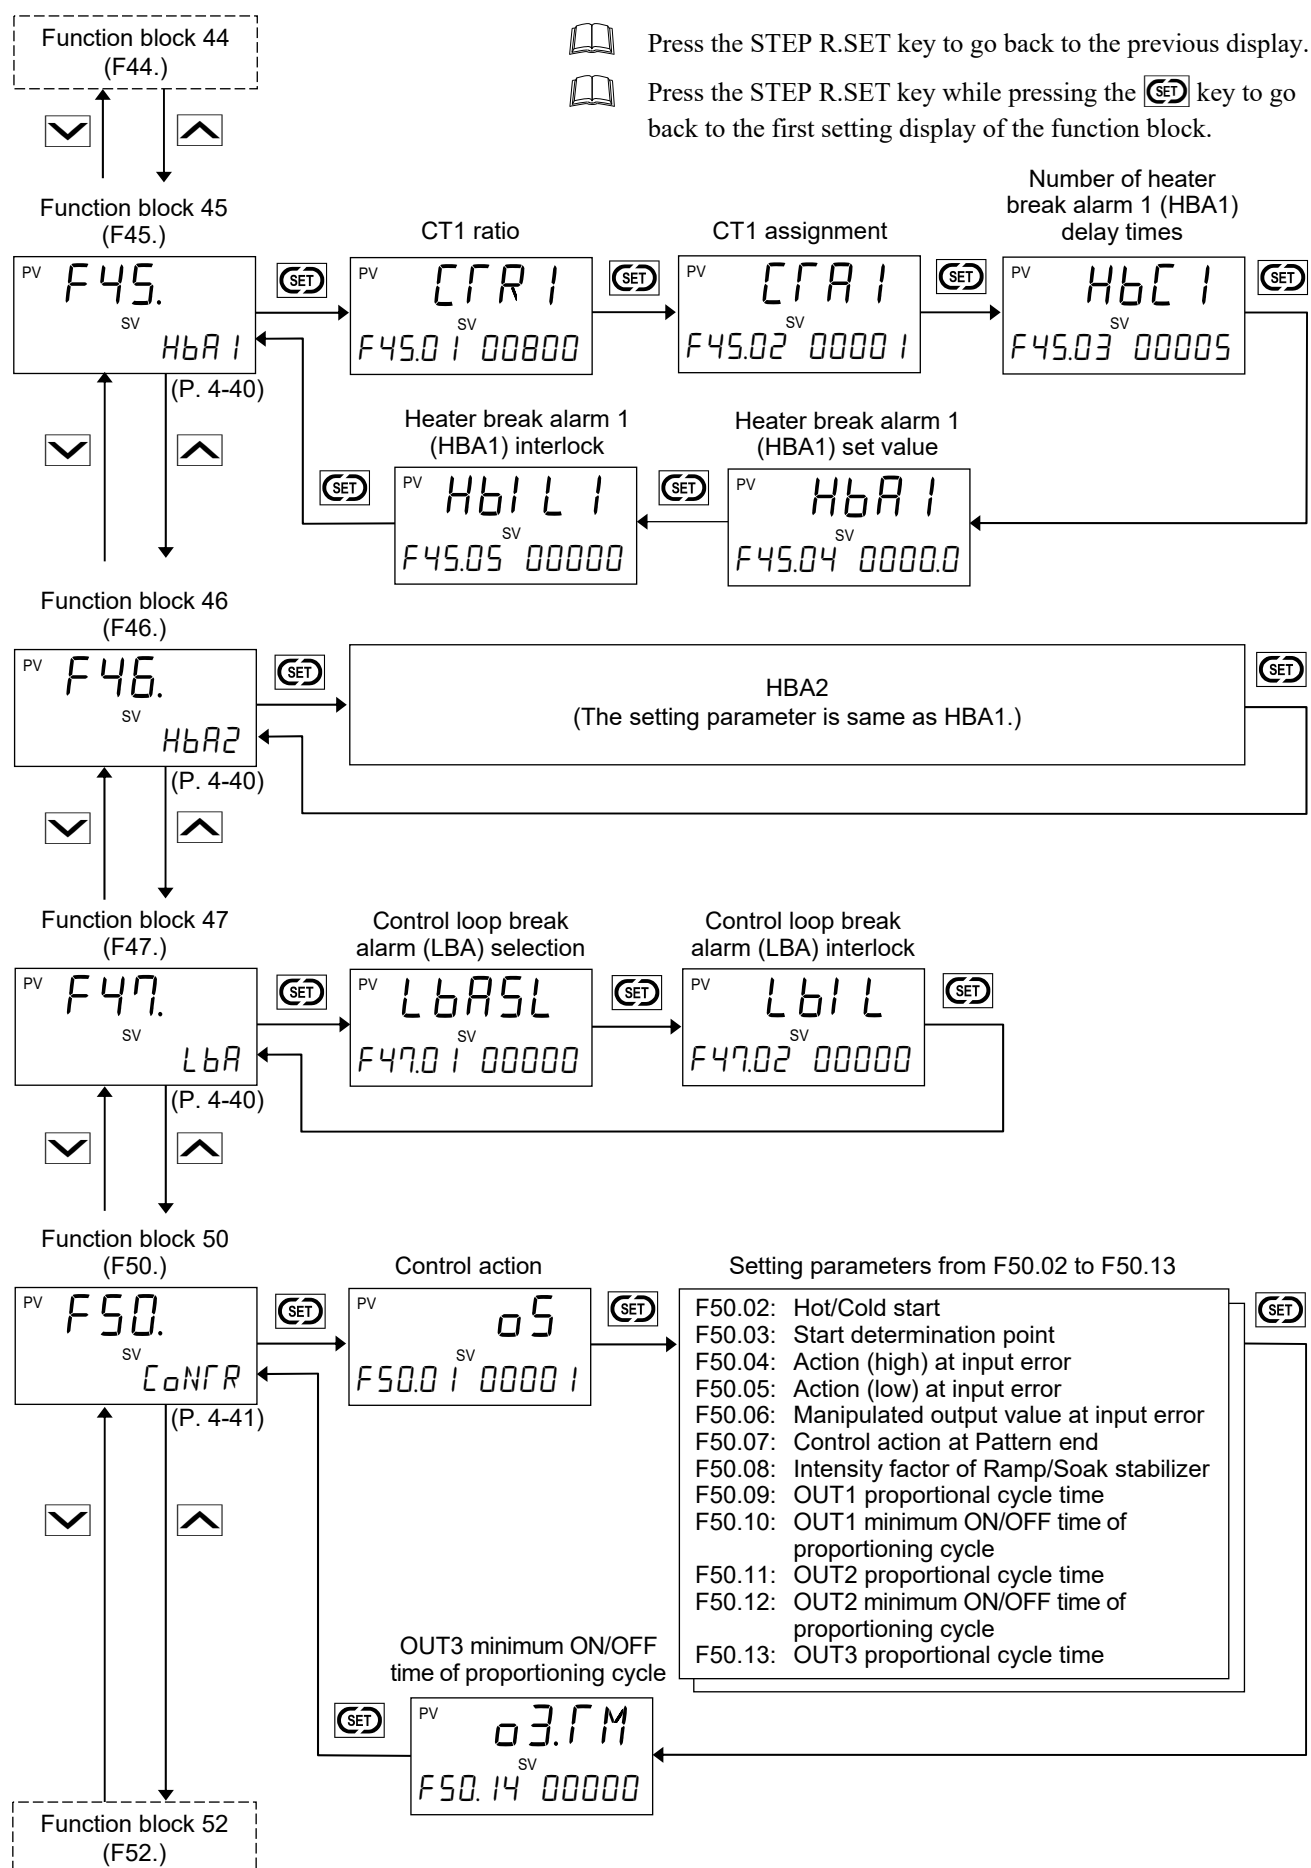 Function block 44
(F44.)
Press the STEP R.SET key to go back to the previous display.
Press the STEP R.SET key while pressing the SET key to go
back to the first setting display of the function block.
Function block 45
(F45.)
PV F45.
SV
HbA1
(P. 4-40)
SET
CT1 ratio
PV CTR1
SV
F45.01 00800
SET
CT1 assignment
PV CTA1
SV
F45.02 00001
SET
Number of heater
break alarm 1 (HBA1)
delay times
PV HbC1
SV
F45.03 00005
SET
Heater break alarm 1
(HBA1) set value
PV HbA1
SV
F45.04 0000.0
SET
Heater break alarm 1
(HBA1) interlock
PV HbIL1
SV
F45.05 00000
SET
Function block 46
(F46.)
PV F46.
SV
HbA2
(P. 4-40)
SET
HBA2
(The setting parameter is same as HBA1.)
SET
Function block 47
(F47.)
PV F47.
SV
LbA
(P. 4-40)
SET
Control loop break
alarm (LBA) selection
PV LbASL
SV
F47.01 00000
SET
Control loop break
alarm (LBA) interlock
PV LbIL
SV
F47.02 00000
SET
Function block 50
(F50.)
PV F50.
SV
CoNTR
(P. 4-41)
SET
Control action
PV oS
SV
F50.01 00001
SET
Setting parameters from F50.02 to F50.13
F50.02: Hot/Cold start
F50.03: Start determination point
F50.04: Action (high) at input error
F50.05: Action (low) at input error
F50.06: Manipulated output value at input error
F50.07: Control action at Pattern end
F50.08: Intensity factor of Ramp/Soak stabilizer
F50.09: OUT1 proportional cycle time
F50.10: OUT1 minimum ON/OFF time of
proportioning cycle
F50.11: OUT2 proportional cycle time
F50.12: OUT2 minimum ON/OFF time of
proportioning cycle
F50.13: OUT3 proportional cycle time
SET
OUT3 minimum ON/OFF
time of proportioning cycle
PV o3.TM
SV
F50.14 00000
SET
Function block 52
(F52.)